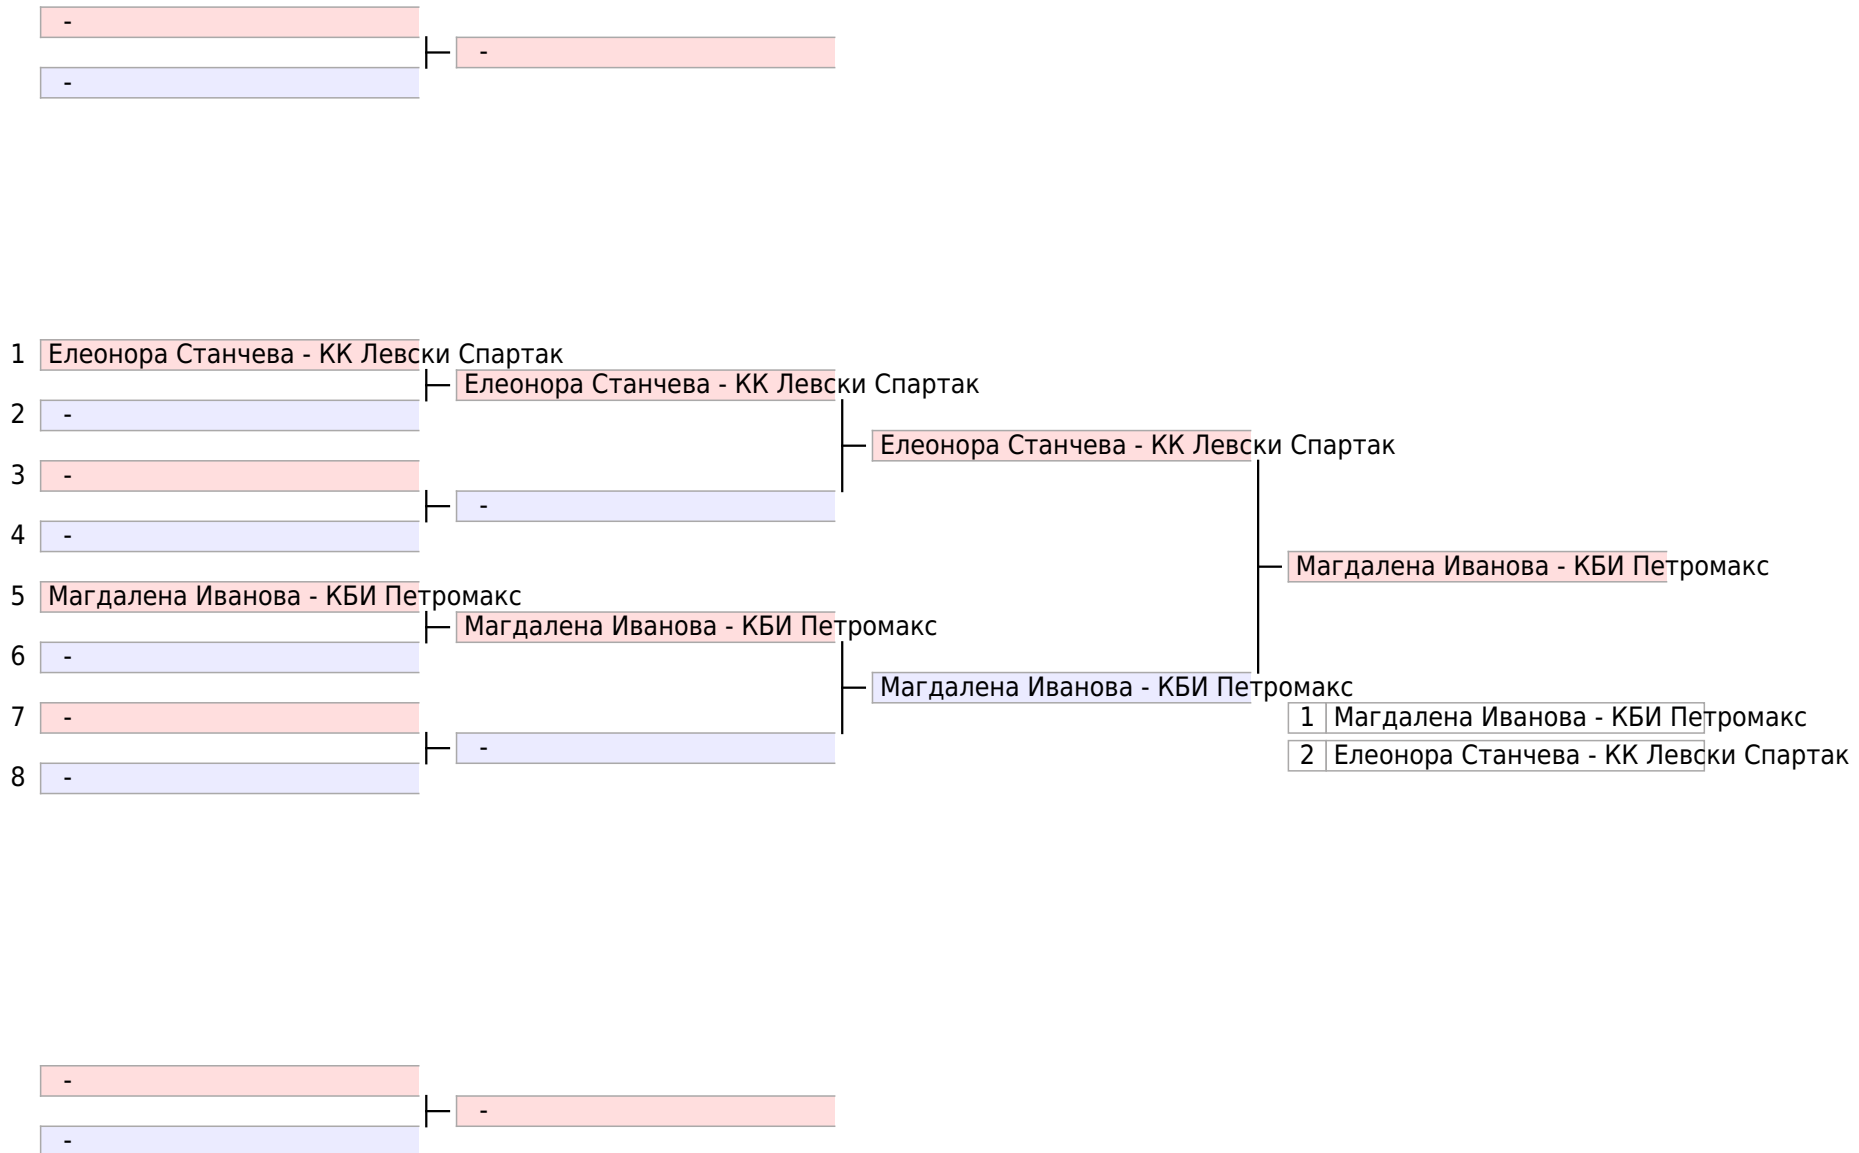 -
-
-
1 Елеонора Станчева - КК Левски Спартак
Елеонора Станчева - КК Левски Спартак
2 -
Елеонора Станчева - КК Левски Спартак
3 -
-
4 -
Магдалена Иванова - КБИ Петромакс
5 Магдалена Иванова - КБИ Петромакс
Магдалена Иванова - КБИ Петромакс
6 -
Магдалена Иванова - КБИ Петромакс
7 -
1 Магдалена Иванова - КБИ Петромакс
-
2 Елеонора Станчева - КК Левски Спартак
8 -
-
-
-